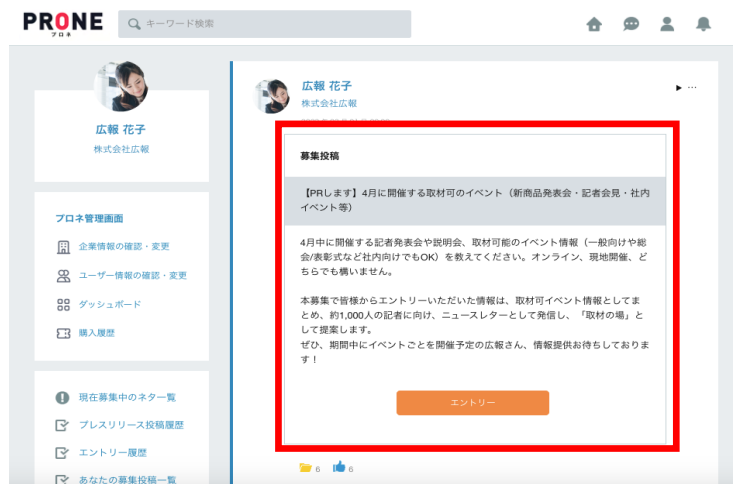 PRONE
プロネ
キーワード検索
広報 花子
株式会社広報
プロネ管理画面
企業情報の確認・変更
ユーザー情報の確認・変更
ダッシュボード
購入履歴
現在募集中のネタ一覧
プレスリリース投稿履歴
エントリー履歴
あなたの募集投稿一覧
広報 花子
株式会社広報
募集投稿
【PRします】4月に開催する取材可のイベント（新商品発表会・記者会見・社内
イベント等）
4月中に開催する記者発表会や説明会、取材可能のイベント情報（一般向けや総
会/表彰式など社内向けでもOK）を教えてください。オンライン、現地開催、ど
ちらでも構いません。
本募集で皆様からエントリーいただいた情報は、取材可イベント情報としてま
とめ、約1,000人の記者に向け、ニュースレターとして発信し、「取材の場」と
して提案します。
ぜひ、期間中にイベントごとを開催予定の広報さん、情報提供お待ちしておりま
す！
エントリー
6 6